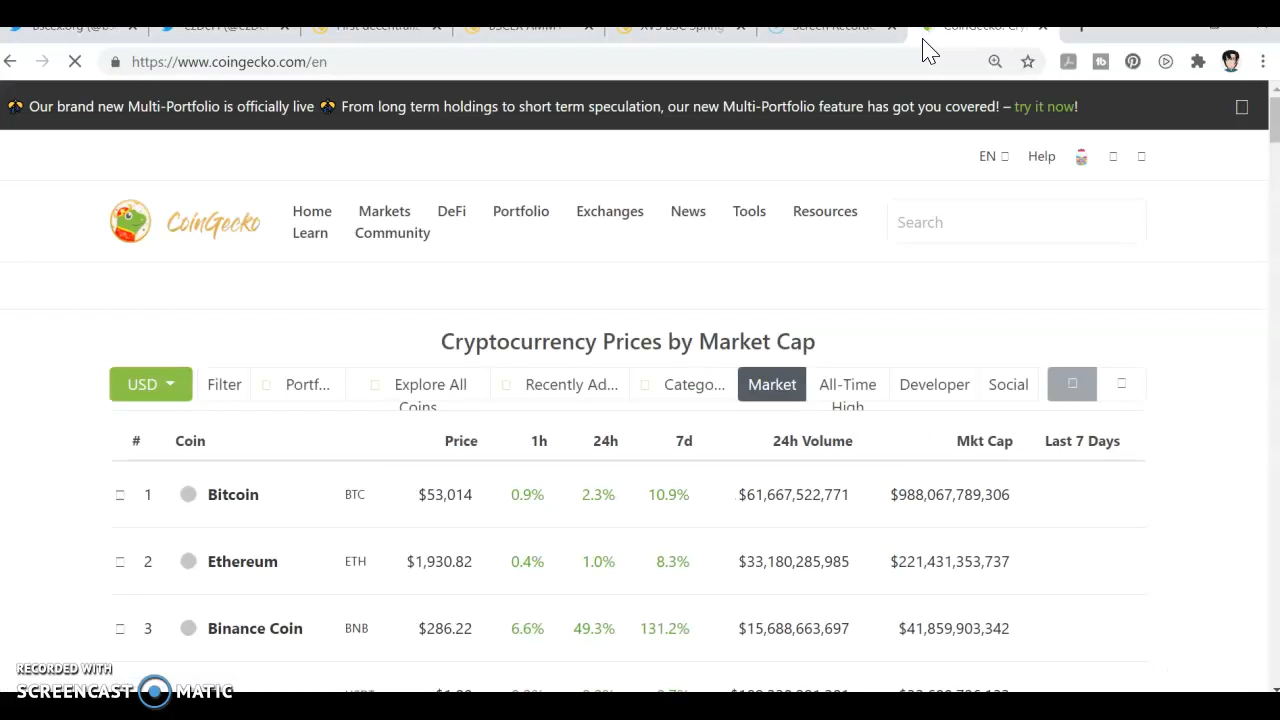 https://www.coingecko.com/en
Our brand new Multi-Portfolio is officially live From long term holdings to short term speculation, our new Multi-Portfolio feature has got you covered! – try it now!
EN Help
CoinGecko Home Markets DeFi Portfolio Exchanges News Tools Resources Search
Learn Community
Cryptocurrency Prices by Market Cap
USD Filter Portf... Explore All Recently Ad... Catego... Market All-Time Developer Social
Coins High
# Coin Price 1h 24h 7d 24h Volume Mkt Cap Last 7 Days
1 Bitcoin BTC $53,014 0.9% 2.3% 10.9% $61,667,522,771 $988,067,789,306
2 Ethereum ETH $1,930.82 0.4% 1.0% 8.3% $33,180,285,985 $221,431,353,737
3 Binance Coin BNB $286.22 6.6% 49.3% 131.2% $15,688,663,697 $41,859,903,342
RECORDED WITH
SCREENCAST MATIC